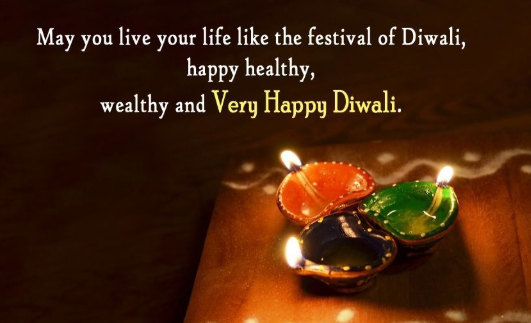 May you live your life like the festival of Diwali,
happy healthy,
wealthy and Very Happy Diwali.